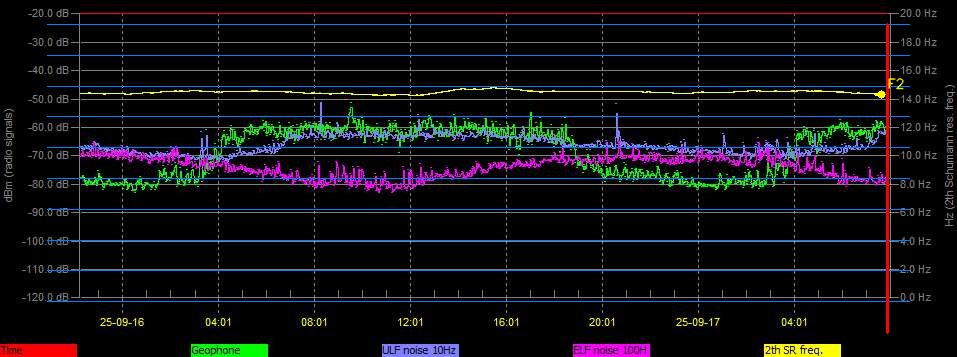 -20.0 dB 20.0 Hz
-30.0 dB 18.0 Hz
-40.0 dB 16.0 Hz
F2
-50.0 dB 14.0 Hz
-60.0 dB 12.0 Hz
-70.0 dB 10.0 Hz
-80.0 dB 8.0 Hz
-90.0 dB 6.0 Hz
-100.0 dB 4.0 Hz
-110.0 dB 2.0 Hz
-120.0 dB 0.0 Hz
dBm (radio signals)
Hz (2th Schumann res. freq.)
25-09-16 04:01 08:01 12:01 16:01 20:01 25-09-17 04:01
Time Geophone ULF noise 10Hz ELF noise 100H 2th SR freq.